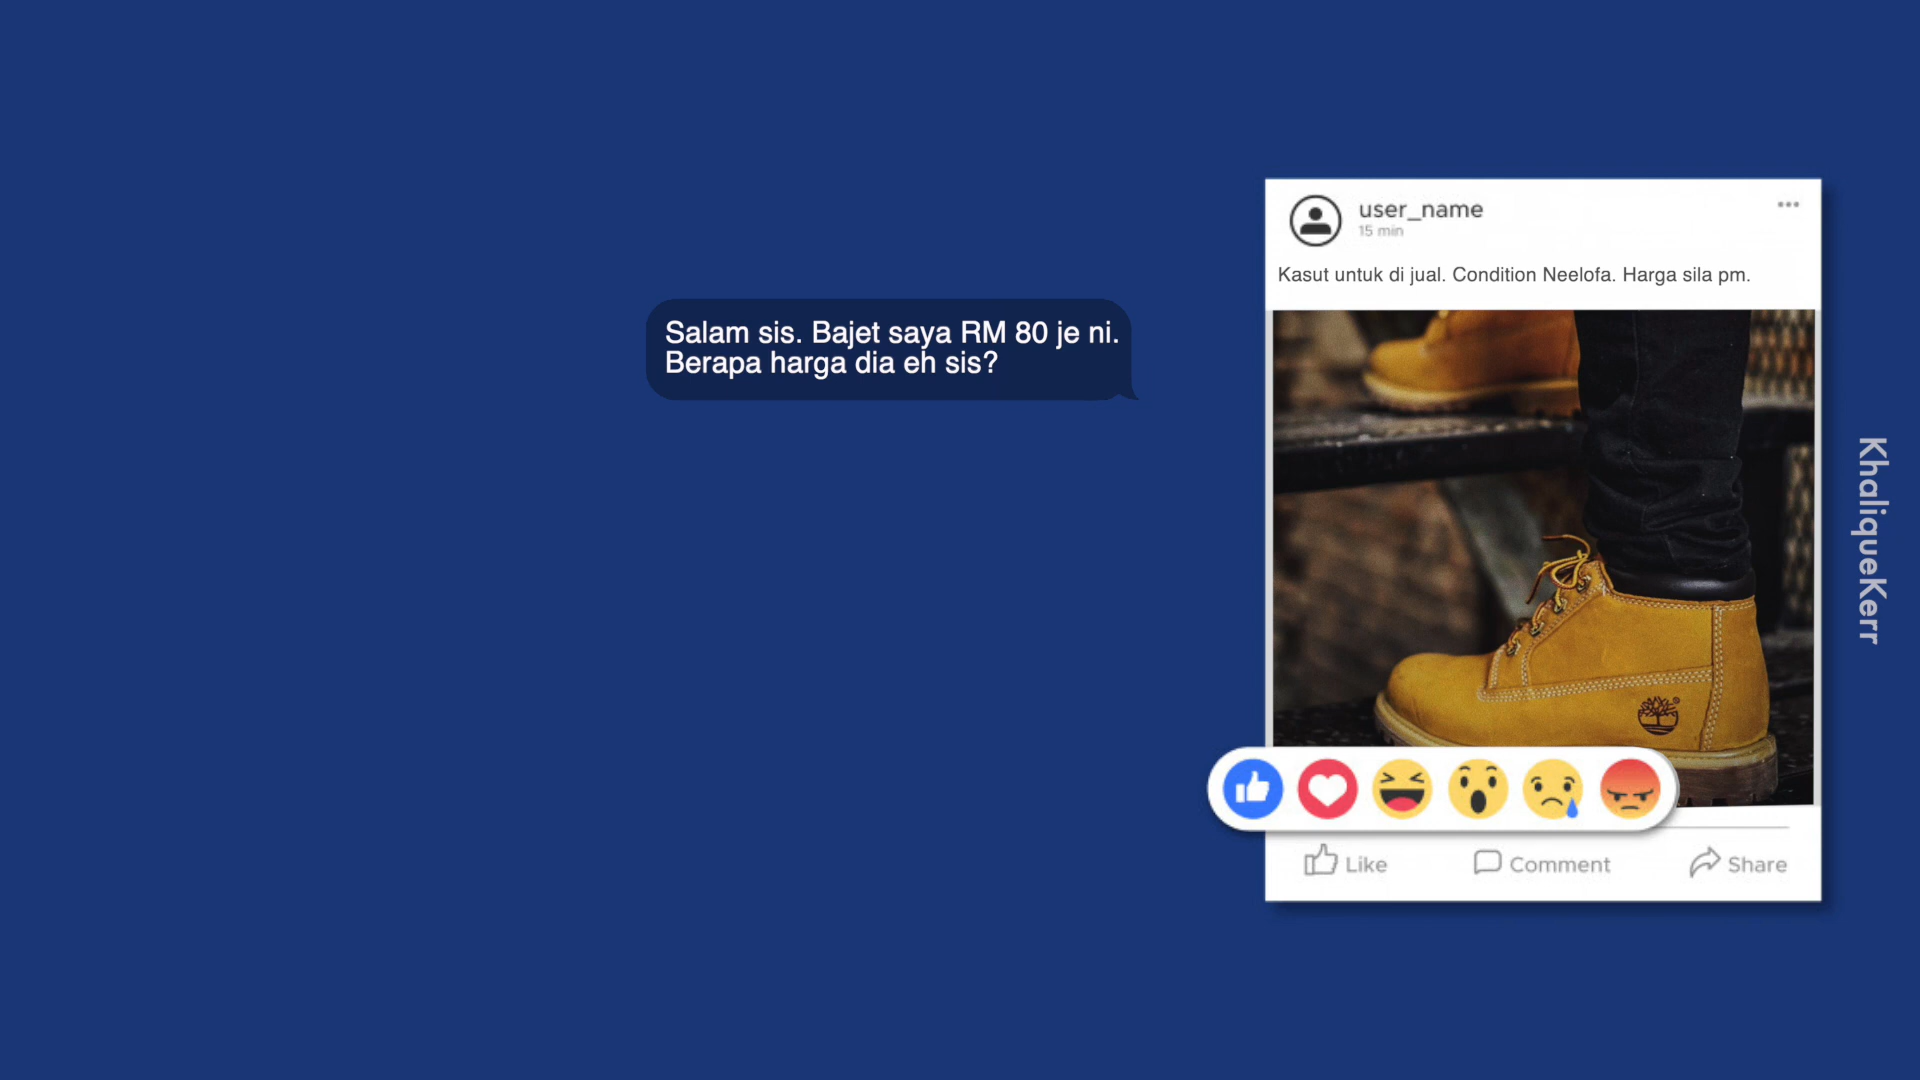 user_name
15 min
Kasut untuk di jual. Condition Neelofa. Harga sila pm.
Salam sis. Bajet saya RM 80 je ni.
Berapa harga dia eh sis?
Like
Comment
Share
KhaliqueKerr